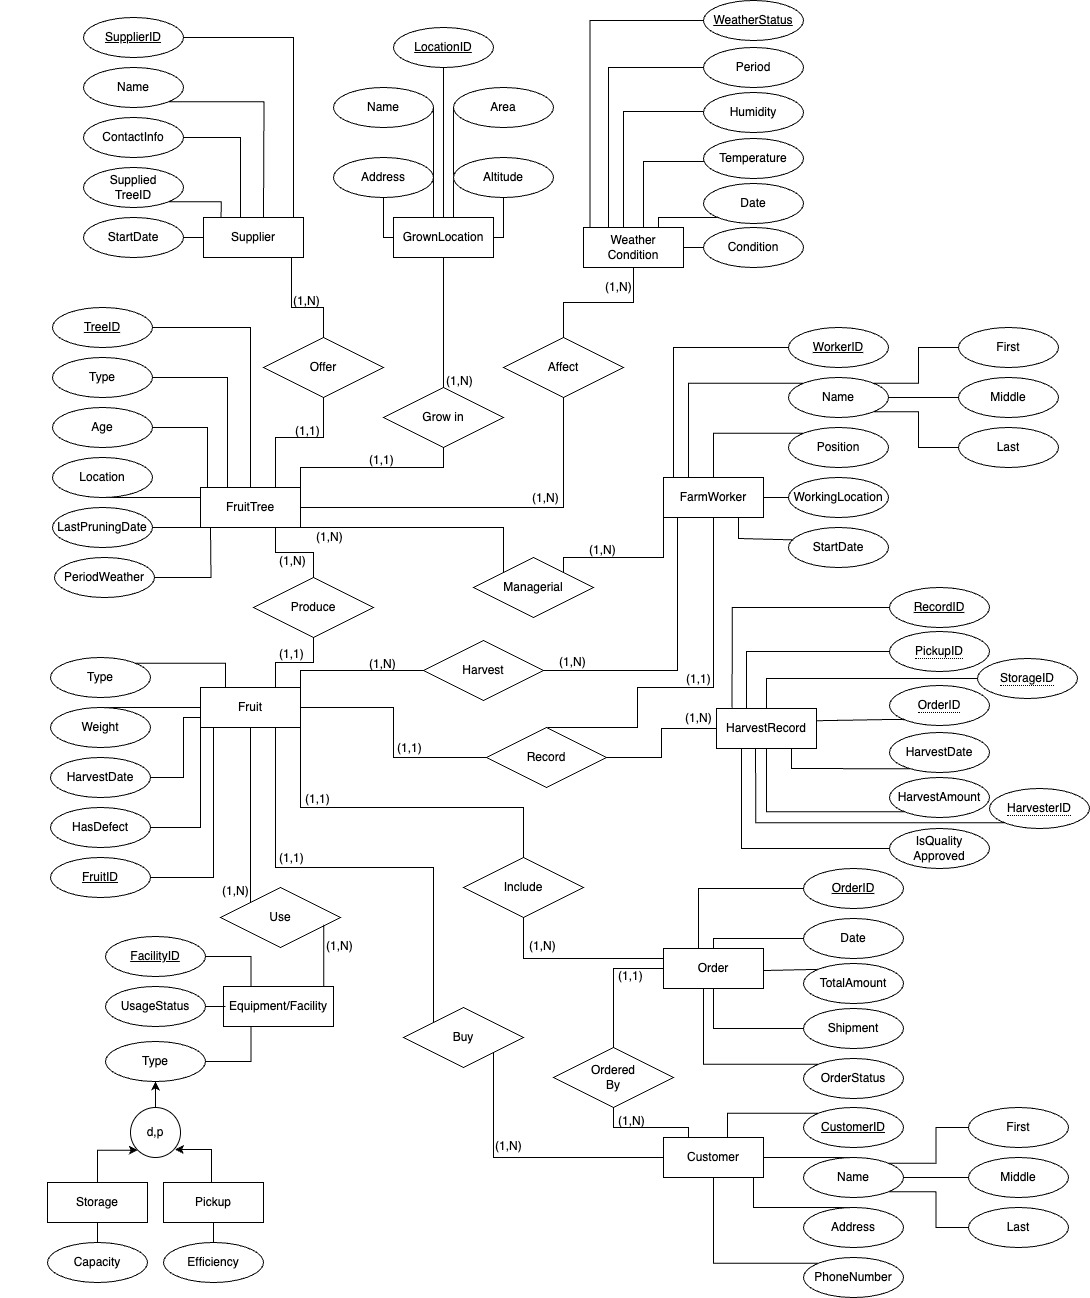 SupplierID
Name
ContactInfo
Supplied
TreeID
StartDate
Supplier
LocationID
Name
Area
Address
Altitude
GrownLocation
WeatherStatus
Period
Humidity
Temperature
Date
Condition
Weather
Condition
(1,N)
(1,N)
Offer
(1,N)
Affect
Grow in
(1,1)
(1,1)
(1,N)
TreeID
Type
Age
Location
LastPruningDate
PeriodWeather
FruitTree
(1,N)
(1,N)
(1,N)
Managerial
WorkerID
Name
First
Middle
Last
Position
WorkingLocation
StartDate
FarmWorker
Produce
(1,1)
(1,N)
Harvest
(1,N)
(1,1)
Type
Weight
HarvestDate
HasDefect
FruitID
Fruit
(1,1)
Record
(1,N)
RecordID
PickupID
StorageID
OrderID
HarvestDate
HarvestAmount
HarvesterID
IsQuality
Approved
HarvestRecord
(1,1)
(1,1)
Include
(1,N)
(1,N)
Use
(1,N)
FacilityID
UsageStatus
Equipment/Facility
Type
d,p
Storage
Pickup
Capacity
Efficiency
Buy
(1,N)
OrderID
Date
TotalAmount
Shipment
OrderStatus
Order
(1,1)
Ordered
By
(1,N)
CustomerID
Name
First
Middle
Last
Address
PhoneNumber
Customer